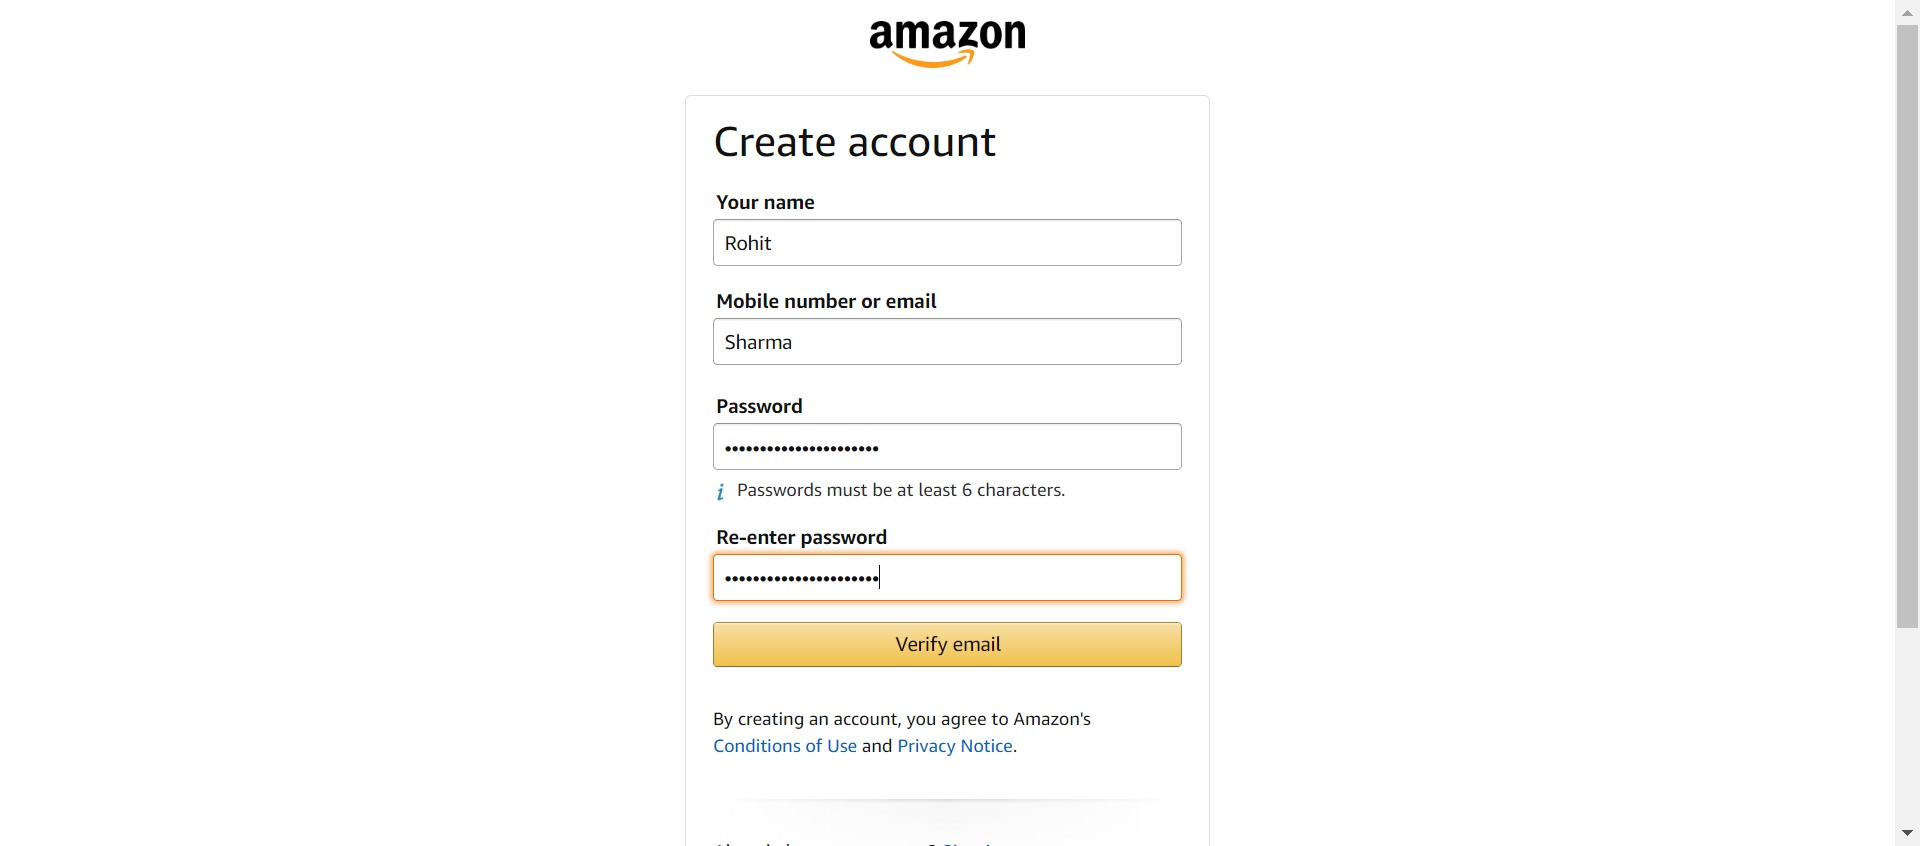 amazon
Create account
Your name
Rohit
Mobile number or email
Sharma
Password
••••••••••••••••••••••
i Passwords must be at least 6 characters.
Re-enter password
••••••••••••••••••••••
Verify email
By creating an account, you agree to Amazon's
Conditions of Use and Privacy Notice.